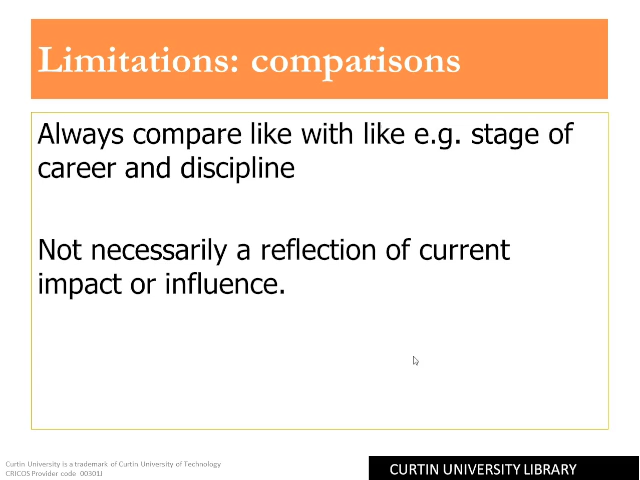 Limitations: comparisons
Always compare like with like e.g. stage of
career and discipline
Not necessarily a reflection of current
impact or influence.
Curtin University is a trademark of Curtin University of Technology
CRICOS Provider code 00301J
CURTIN UNIVERSITY LIBRARY